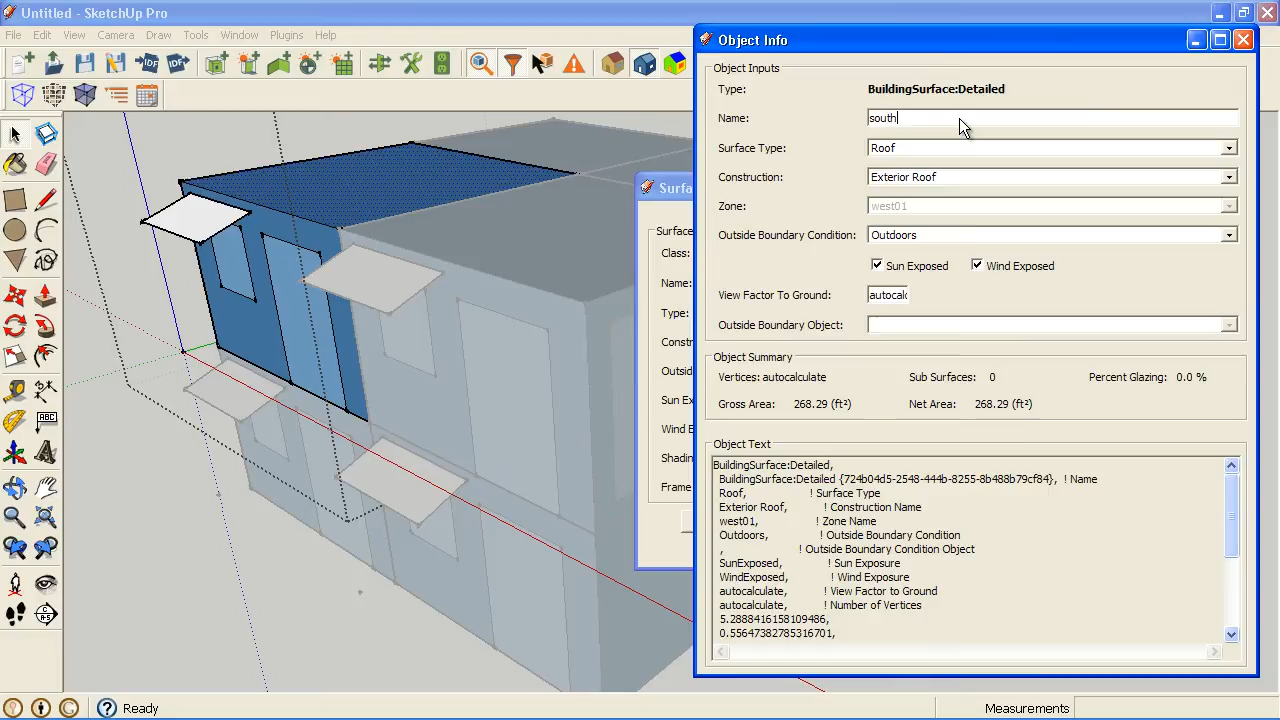 Untitled - SketchUp Pro
File Edit View Camera Draw Tools Window Plugins Help
IDF IDF
Object Info
Object Inputs
Type: BuildingSurface:Detailed
Name: south
Surface Type: Roof
Construction: Exterior Roof
Zone: west01
Outside Boundary Condition: Outdoors
Sun Exposed Wind Exposed
View Factor To Ground: autocalc
Outside Boundary Object:
Object Summary
Vertices: autocalculate Sub Surfaces: 0 Percent Glazing: 0.0 %
Gross Area: 268.29 (ft²) Net Area: 268.29 (ft²)
Object Text
BuildingSurface:Detailed,
BuildingSurface:Detailed {724b04d5-2548-444b-8255-8b488b79cf84}, ! Name
Roof, ! Surface Type
Exterior Roof, ! Construction Name
west01, ! Zone Name
Outdoors, ! Outside Boundary Condition
, ! Outside Boundary Condition Object
SunExposed, ! Sun Exposure
WindExposed, ! Wind Exposure
autocalculate, ! View Factor to Ground
autocalculate, ! Number of Vertices
5.2888416158109486,
0.55647382785316701,
Surfa
Surface
Class:
Name:
Type:
Constr
Outsid
Sun Ex
Wind E
Shadin
Frame
ABC
A
Ready
Measurements